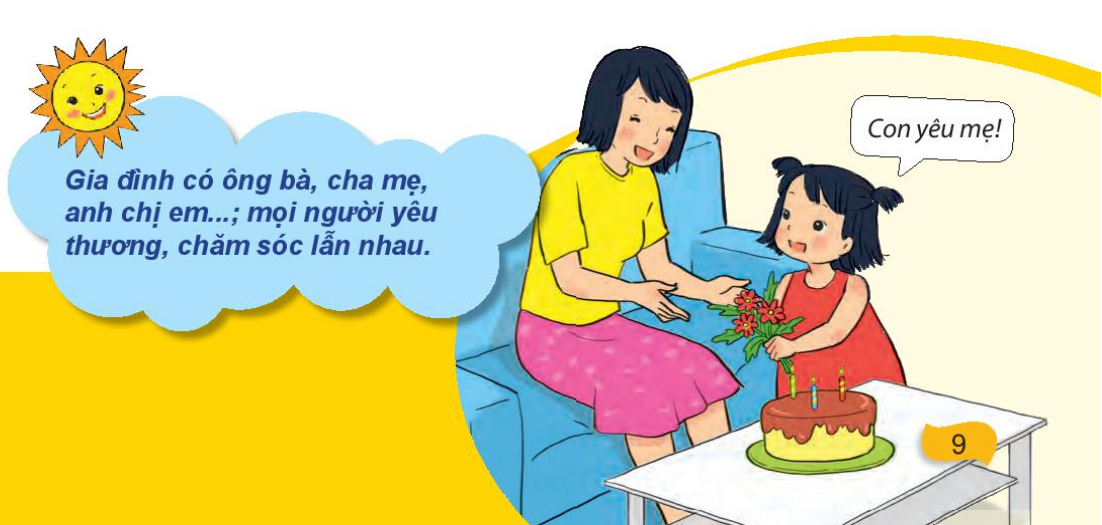 Gia đình có ông bà, cha mẹ,
anh chị em...; mọi người yêu
thương, chăm sóc lẫn nhau.
Con yêu mẹ!
9